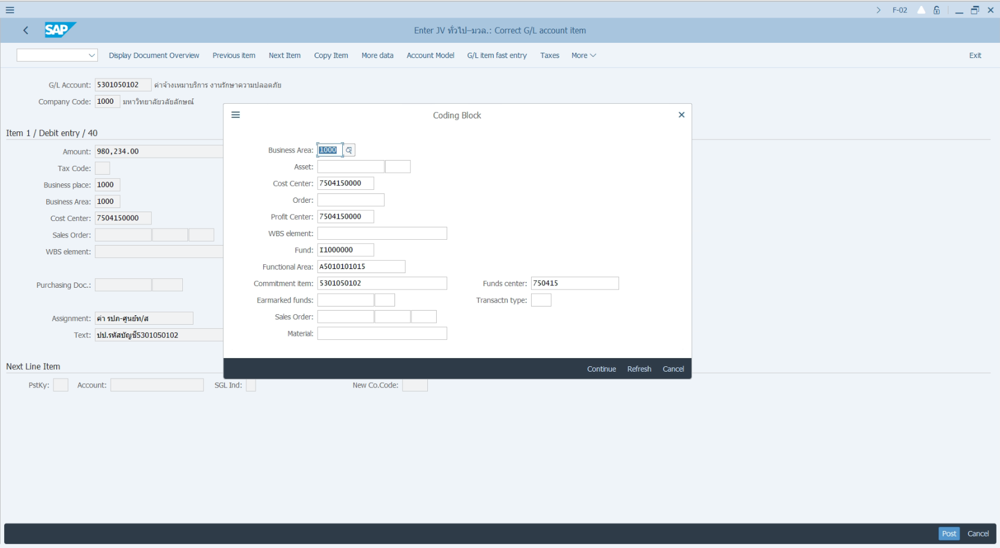 F-02
SAP
Enter JV ทั่วไป–มวล.: Correct G/L account item
Display Document Overview Previous item Next Item Copy Item More data Account Model G/L item fast entry Taxes More Exit
G/L Account: 5301050102 ค่าจ้างเหมาบริการ งานรักษาความปลอดภัย
Company Code: 1000 มหาวิทยาลัยวลัยลักษณ์
Item 1 / Debit entry / 40
Amount: 980,234.00
Tax Code:
Business place: 1000
Business Area: 1000
Cost Center: 7504150000
Sales Order:
WBS element:
Purchasing Doc.:
Assignment: ค่า รปภ-ศูนย์ท/ส
Text: ปป.รหัสบัญชี5301050102
Next Line Item
PstKy: Account: SGL Ind: New Co.Code:
Coding Block
Business Area: 1000
Asset:
Cost Center: 7504150000
Order:
Profit Center: 7504150000
WBS element:
Fund: I1000000
Functional Area: A5010101015
Commitment item: 5301050102 Funds center: 750415
Earmarked funds: Transactn type:
Sales Order:
Material:
Continue Refresh Cancel
Post Cancel